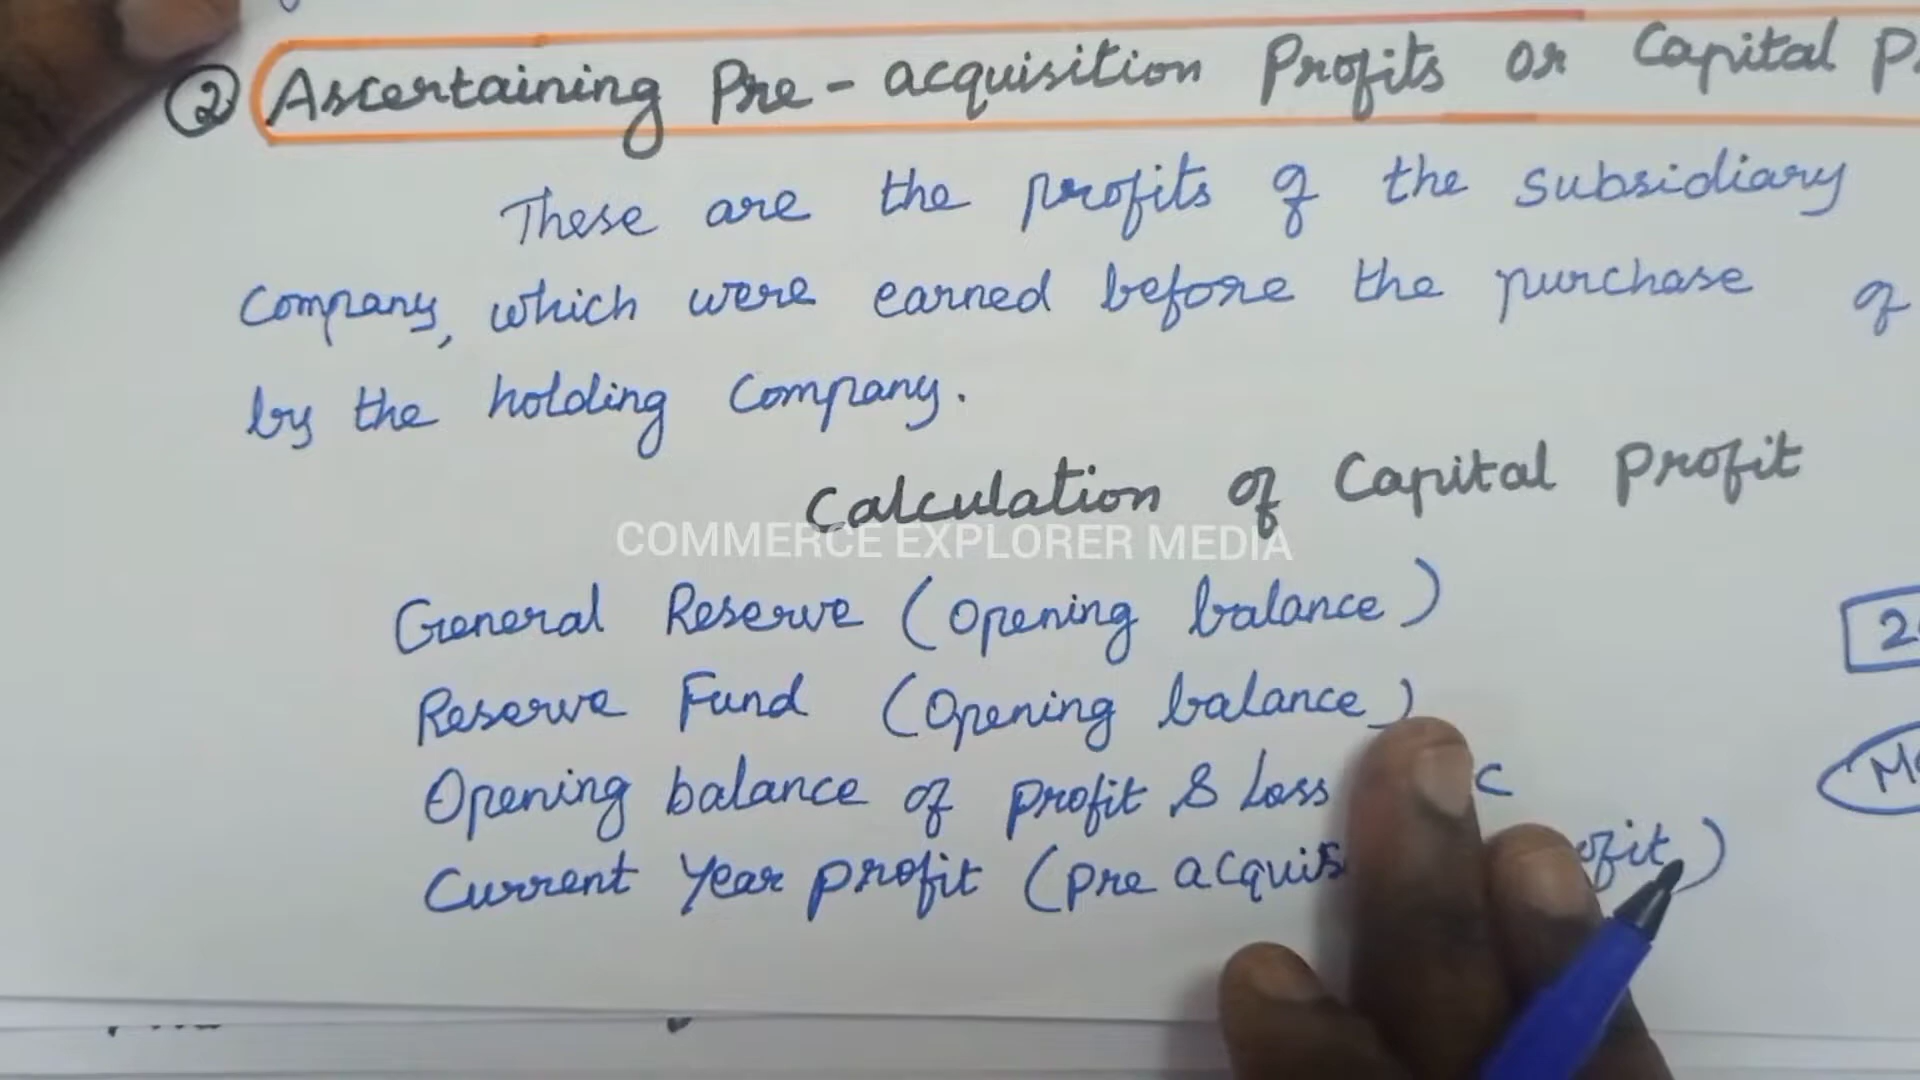 ② Ascertaining Pre-acquisition Profits or Capital P
These are the profits of the subsidiary
Company, which were earned before the purchase of
by the holding Company.
Calculation of Capital Profit
COMMERCE EXPLORER MEDIA
General Reserve (Opening balance)
Reserve Fund (Opening balance)
Opening balance of Profit & Loss
Current Year profit (Pre acquis ofit)